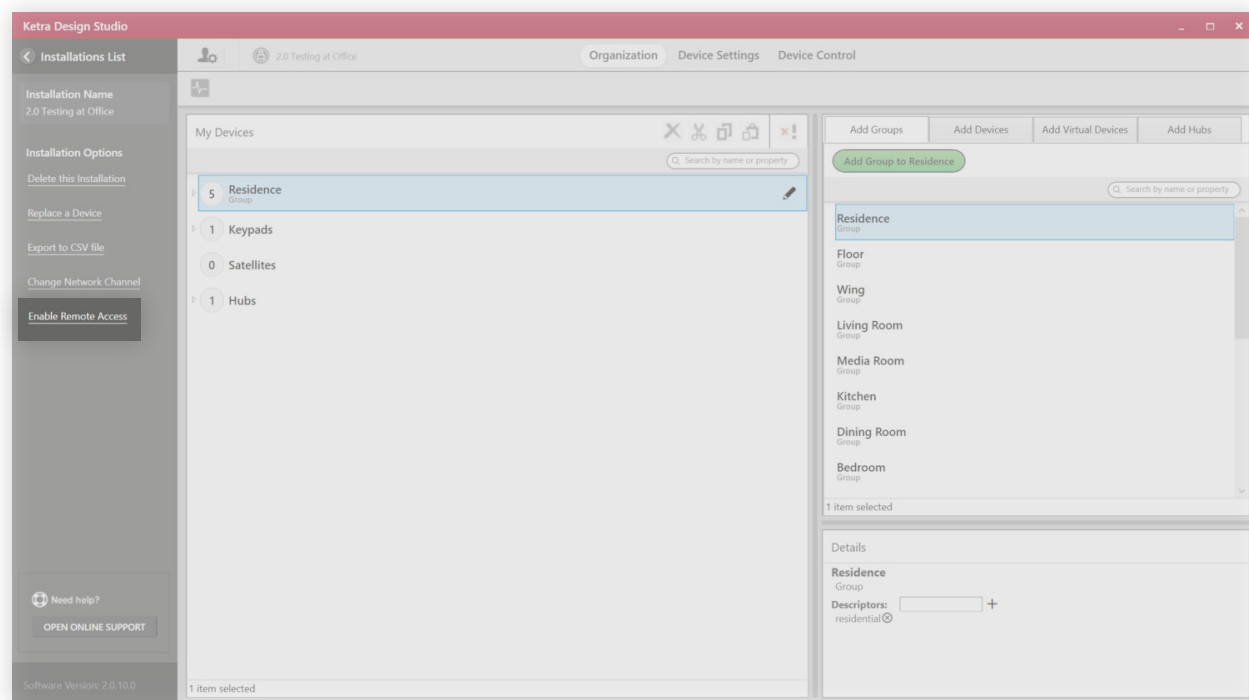 Ketra Design Studio
Installations List
Installation Name
2.0 Testing at Office
Installation Options
Delete this Installation
Replace a Device
Export to CSV file
Change Network Channel
Enable Remote Access
Need help?
OPEN ONLINE SUPPORT
Software Version: 2.0.10.0
2.0 Testing at Office
Organization Device Settings Device Control
My Devices
Search by name or property
5 Residence
Group
1 Keypads
0 Satellites
1 Hubs
1 item selected
Add Groups Add Devices Add Virtual Devices Add Hubs
Add Group to Residence
Search by name or property
Residence
Group
Floor
Group
Wing
Group
Living Room
Group
Media Room
Group
Kitchen
Group
Dining Room
Group
Bedroom
Group
1 item selected
Details
Residence
Group
Descriptors:
residential